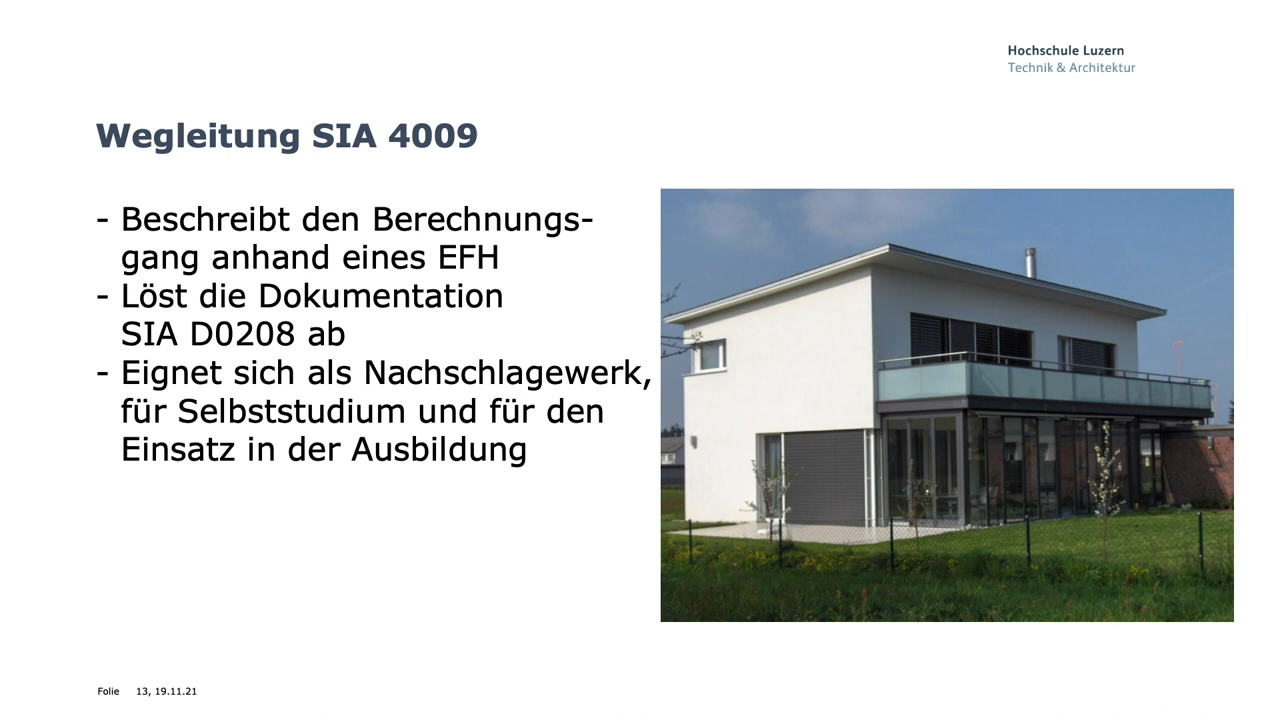 Hochschule Luzern
Technik & Architektur
Wegleitung SIA 4009
- Beschreibt den Berechnungs-
gang anhand eines EFH
- Löst die Dokumentation
SIA D0208 ab
- Eignet sich als Nachschlagewerk,
für Selbststudium und für den
Einsatz in der Ausbildung
Folie 13, 19.11.21